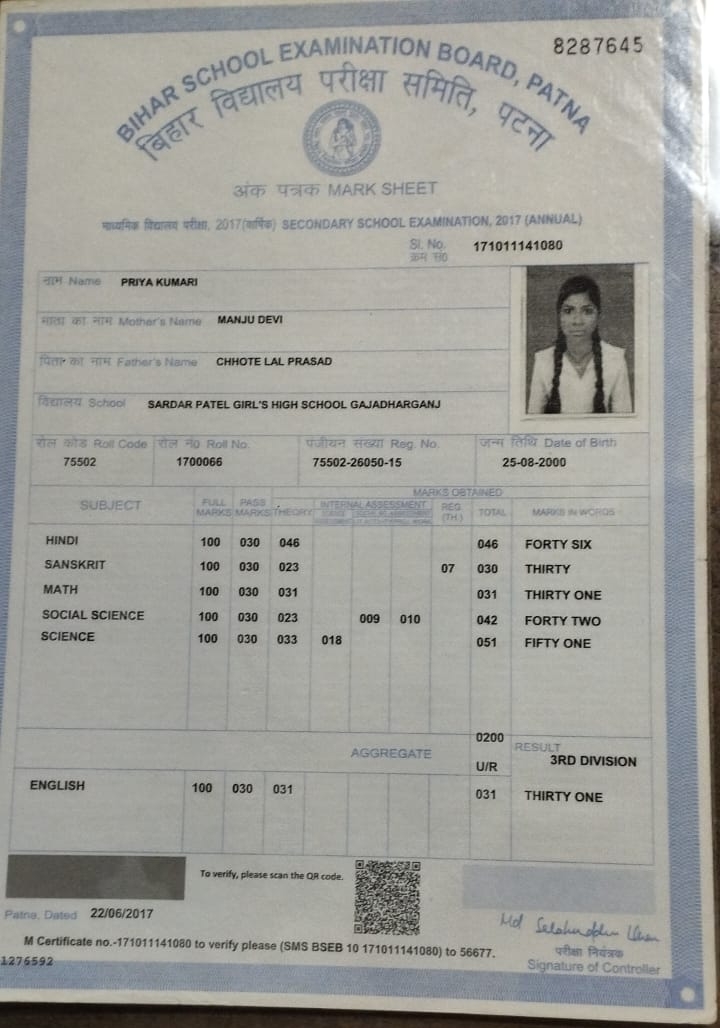 8287645
BIHAR SCHOOL EXAMINATION BOARD, PATNA
बिहार विद्यालय परीक्षा समिति, पटना
अंक पत्रक MARK SHEET
माध्यमिक विद्यालय परीक्षा, 2017(वार्षिक) SECONDARY SCHOOL EXAMINATION, 2017 (ANNUAL)
Sl. No. 171011141080
क्रम सं0
नाम Name PRIYA KUMARI
माता का नाम Mother's Name MANJU DEVI
पिता का नाम Father's Name CHHOTE LAL PRASAD
विद्यालय School SARDAR PATEL GIRL'S HIGH SCHOOL GAJADHARGANJ
रोल कोड Roll Code रोल न0 Roll No. पंजीयन संख्या Reg. No. जन्म तिथि Date of Birth
75502 1700066 75502-26050-15 25-08-2000
MARKS OBTAINED
SUBJECT FULL MARKS PASS MARKS THEORY INTERNAL ASSESSMENT REG (TH.) TOTAL MARKS IN WORDS
HINDI 100 030 046 046 FORTY SIX
SANSKRIT 100 030 023 07 030 THIRTY
MATH 100 030 031 031 THIRTY ONE
SOCIAL SCIENCE 100 030 023 009 010 042 FORTY TWO
SCIENCE 100 030 033 018 051 FIFTY ONE
AGGREGATE 0200 RESULT
U/R 3RD DIVISION
ENGLISH 100 030 031 031 THIRTY ONE
To verify, please scan the QR code.
Patna, Dated 22/06/2017
M Certificate no.-171011141080 to verify please (SMS BSEB 10 171011141080) to 56677.
परीक्षा नियंत्रक
Signature of Controller
1276592